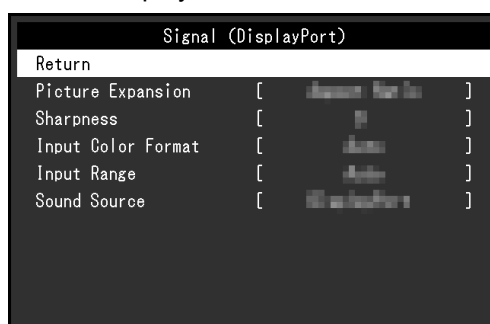 Signal (DisplayPort)
Return
Picture Expansion [ ]
Sharpness [ ]
Input Color Format [ ]
Input Range [ ]
Sound Source [ ]